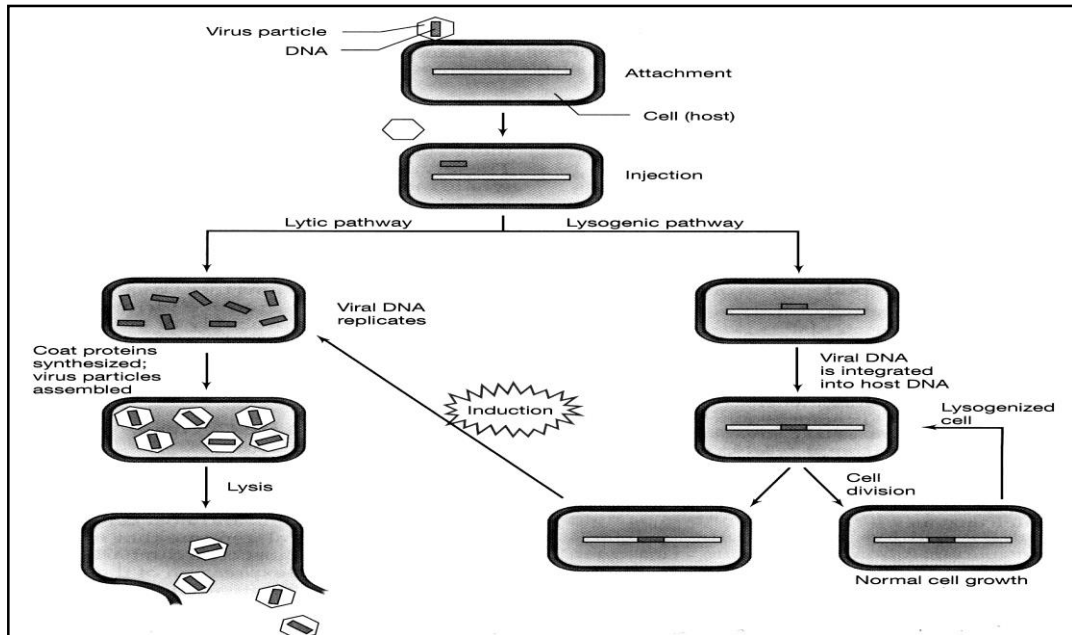 Virus particle
DNA
Attachment
Cell (host)
Injection
Lytic pathway
Lysogenic pathway
Viral DNA
replicates
Coat proteins
synthesized;
virus particles
assembled
Viral DNA
is integrated
into host DNA
Induction
Lysogenized
cell
Lysis
Cell
division
Normal cell growth